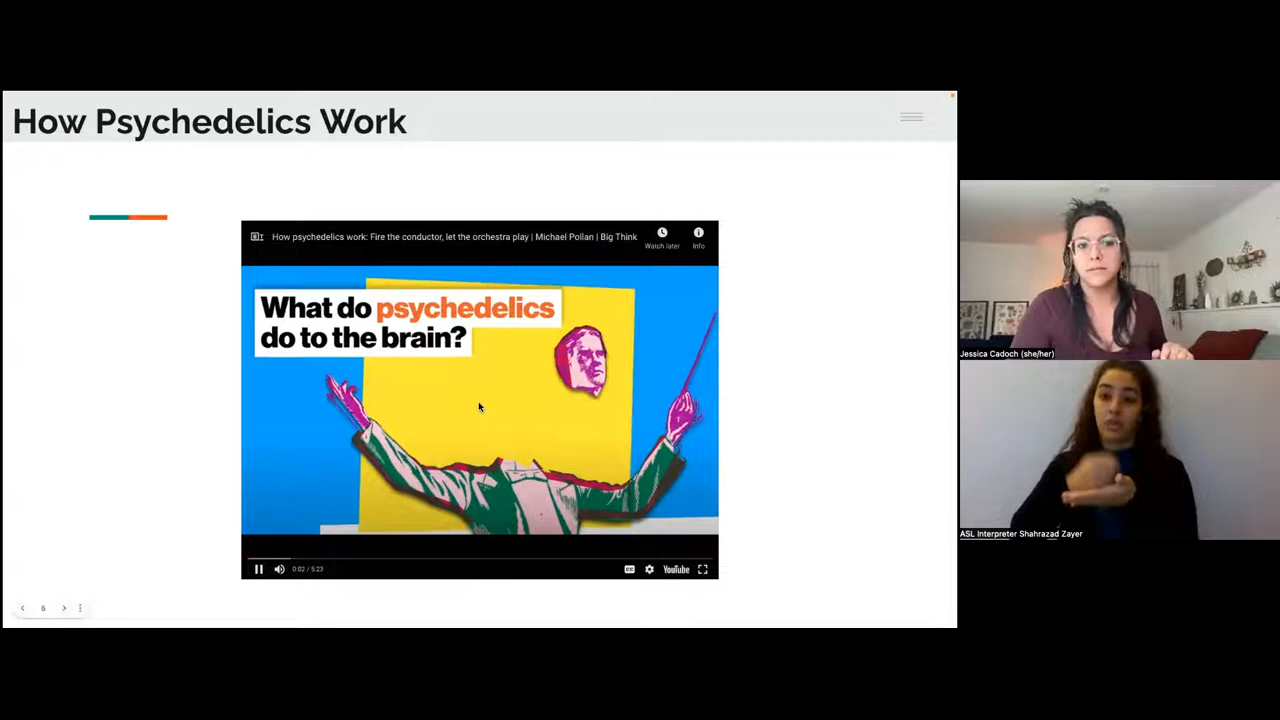 How Psychedelics Work
How psychedelics work: Fire the conductor, let the orchestra play | Michael Pollan | Big Think
Watch later
Info
What do psychedelics
do to the brain?
0:02 / 5:23
CC
YouTube
6
Jessica Cadoch (she/her)
ASL Interpreter Shahrazad Zayer